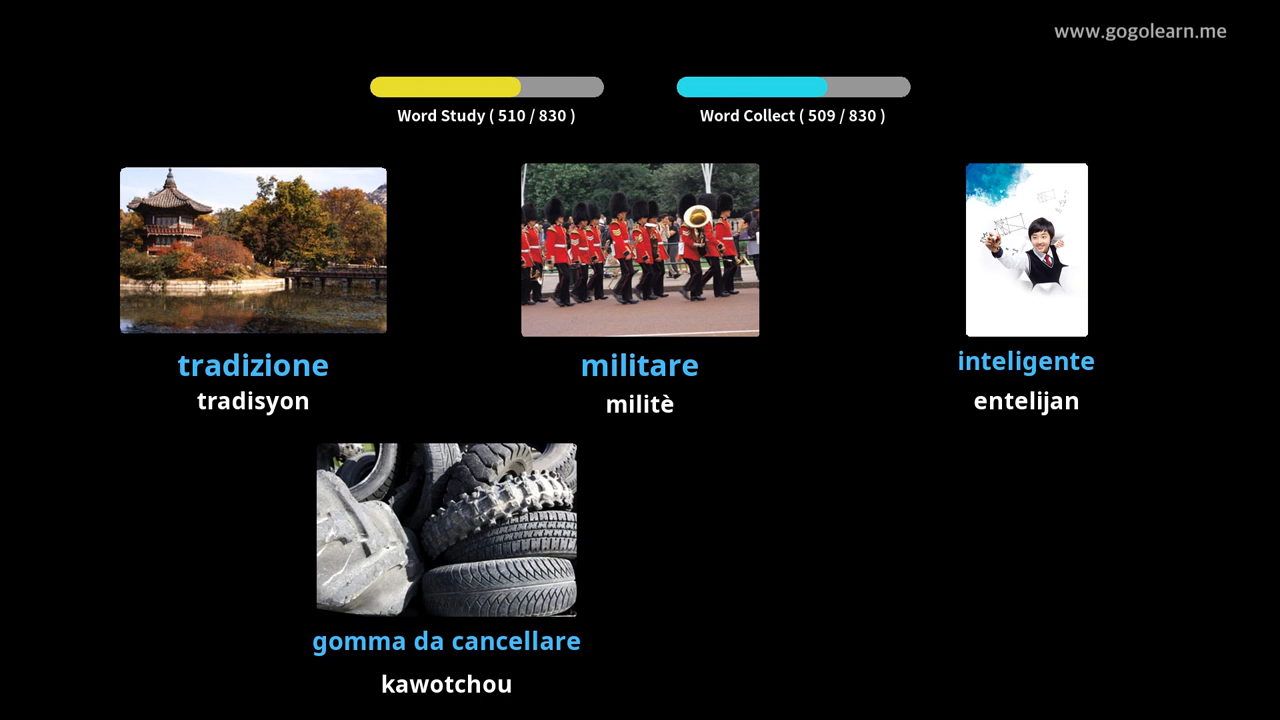 www.gogolearn.me
Word Study ( 510 / 830 )
Word Collect ( 509 / 830 )
tradizione
tradisyon
militare
militè
inteligente
entelijan
gomma da cancellare
kawotchou